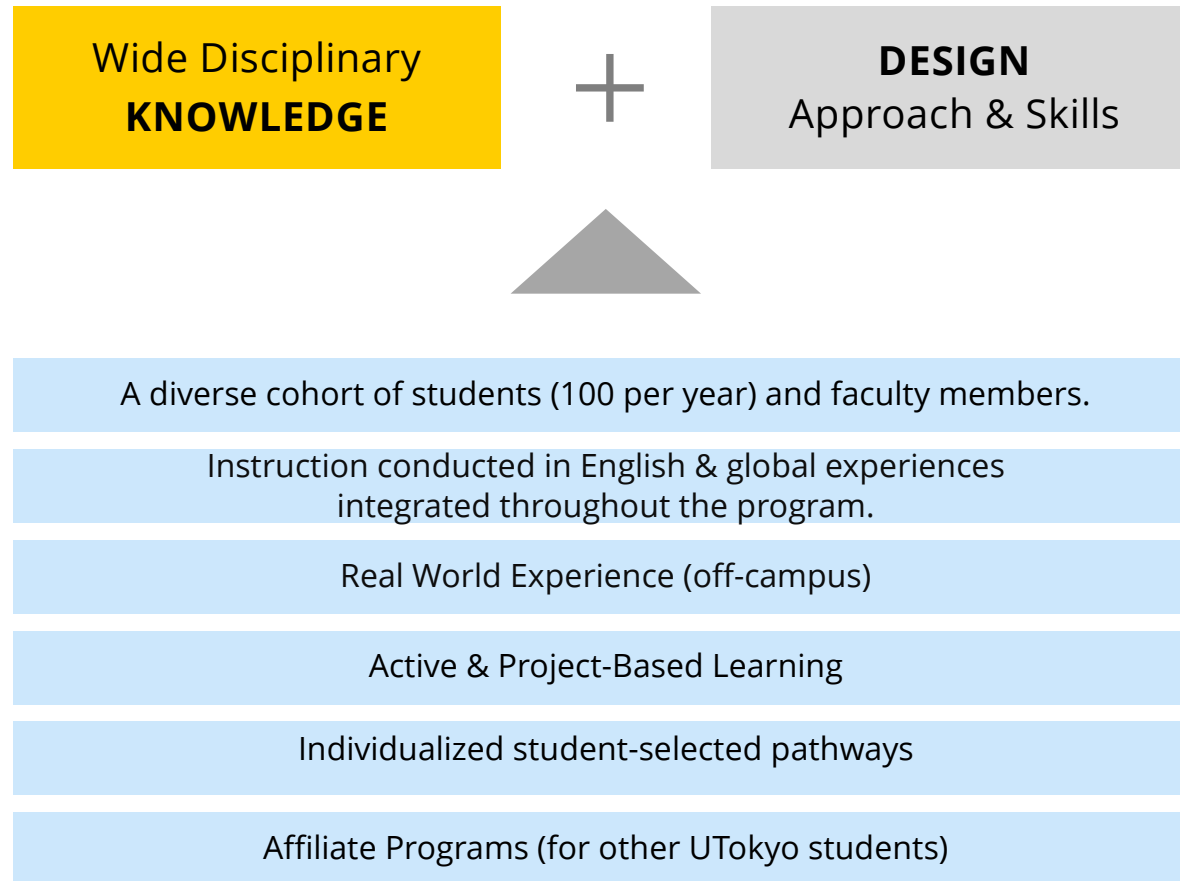 Wide Disciplinary
KNOWLEDGE
+
DESIGN
Approach & Skills
A diverse cohort of students (100 per year) and faculty members.
Instruction conducted in English & global experiences
integrated throughout the program.
Real World Experience (off-campus)
Active & Project-Based Learning
Individualized student-selected pathways
Affiliate Programs (for other UTokyo students)